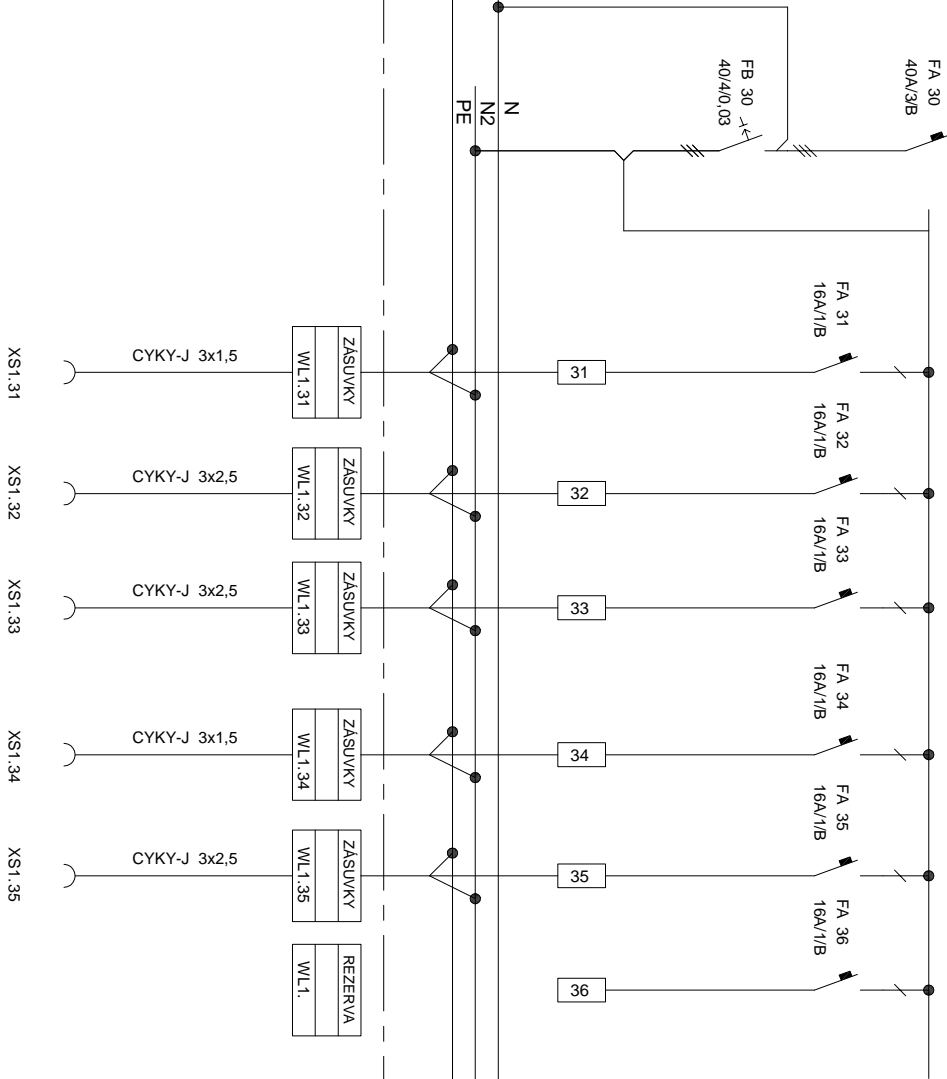 FA 30
40A/3/B
FB 30
40/4/0,03
N
N2
PE
FA 31
16A/1/B
FA 32
16A/1/B
FA 33
16A/1/B
FA 34
16A/1/B
FA 35
16A/1/B
FA 36
16A/1/B
31
32
33
34
35
36
ZÁSUVKY
WL1.31
ZÁSUVKY
WL1.32
ZÁSUVKY
WL1.33
ZÁSUVKY
WL1.34
ZÁSUVKY
WL1.35
REZERVA
WL1.
CYKY-J 3x1,5
CYKY-J 3x2,5
CYKY-J 3x2,5
CYKY-J 3x1,5
CYKY-J 3x2,5
XS1.31
XS1.32
XS1.33
XS1.34
XS1.35